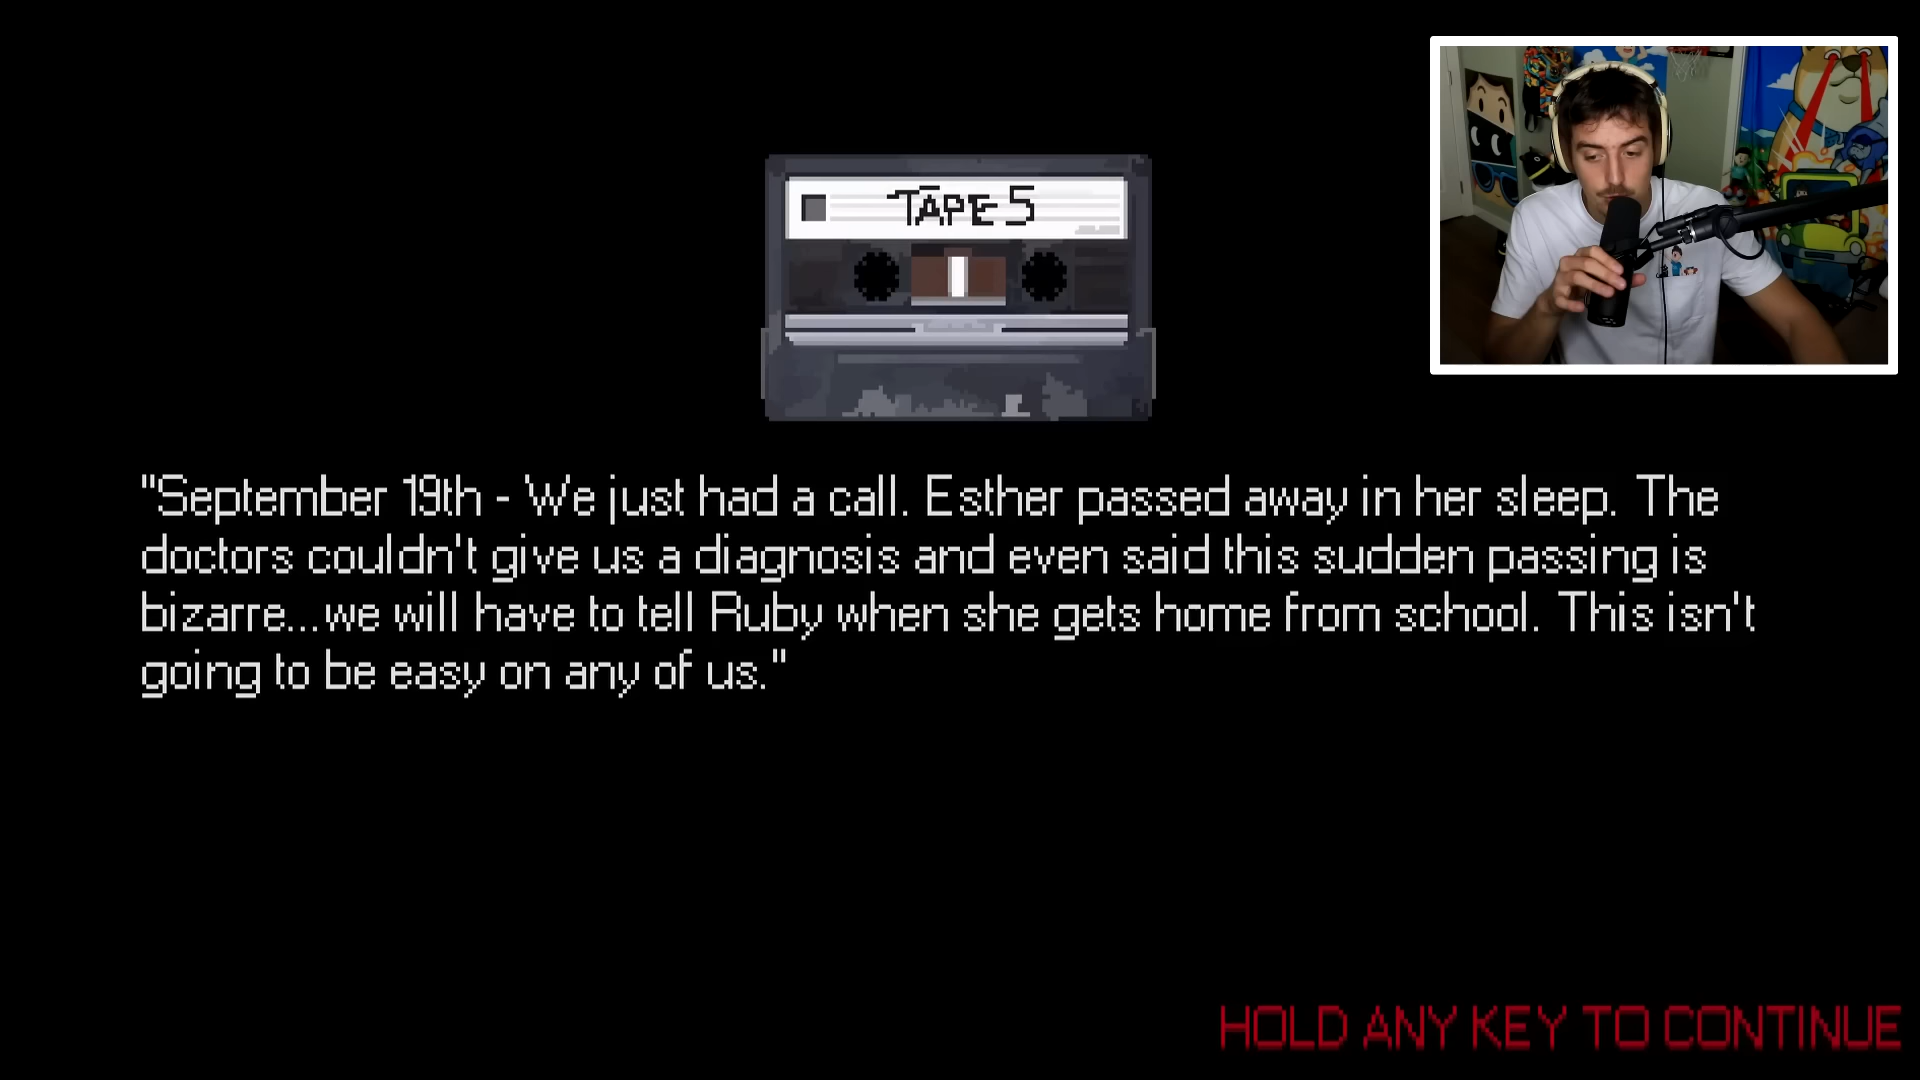 TAPE 5
"September 19th - We just had a call. Esther passed away in her sleep. The
doctors couldn't give us a diagnosis and even said this sudden passing is
bizarre...we will have to tell Ruby when she gets home from school. This isn't
going to be easy on any of us."
HOLD ANY KEY TO CONTINUE